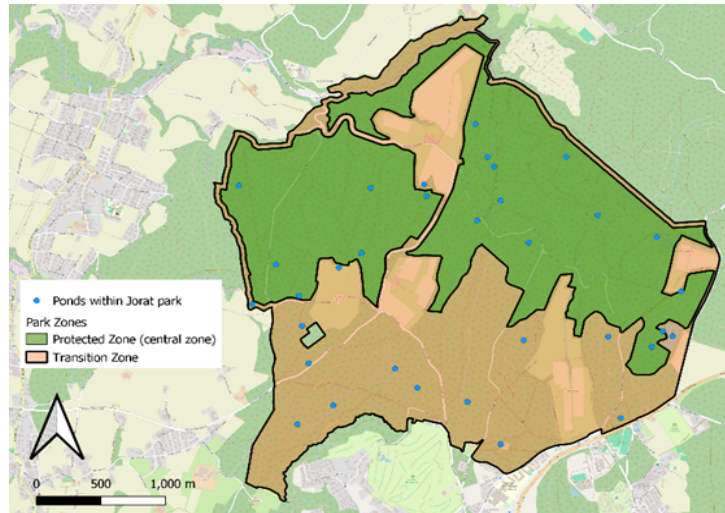 Ponds within Jorat park
Park Zones
Protected Zone (central zone)
Transition Zone
0 500 1,000 m